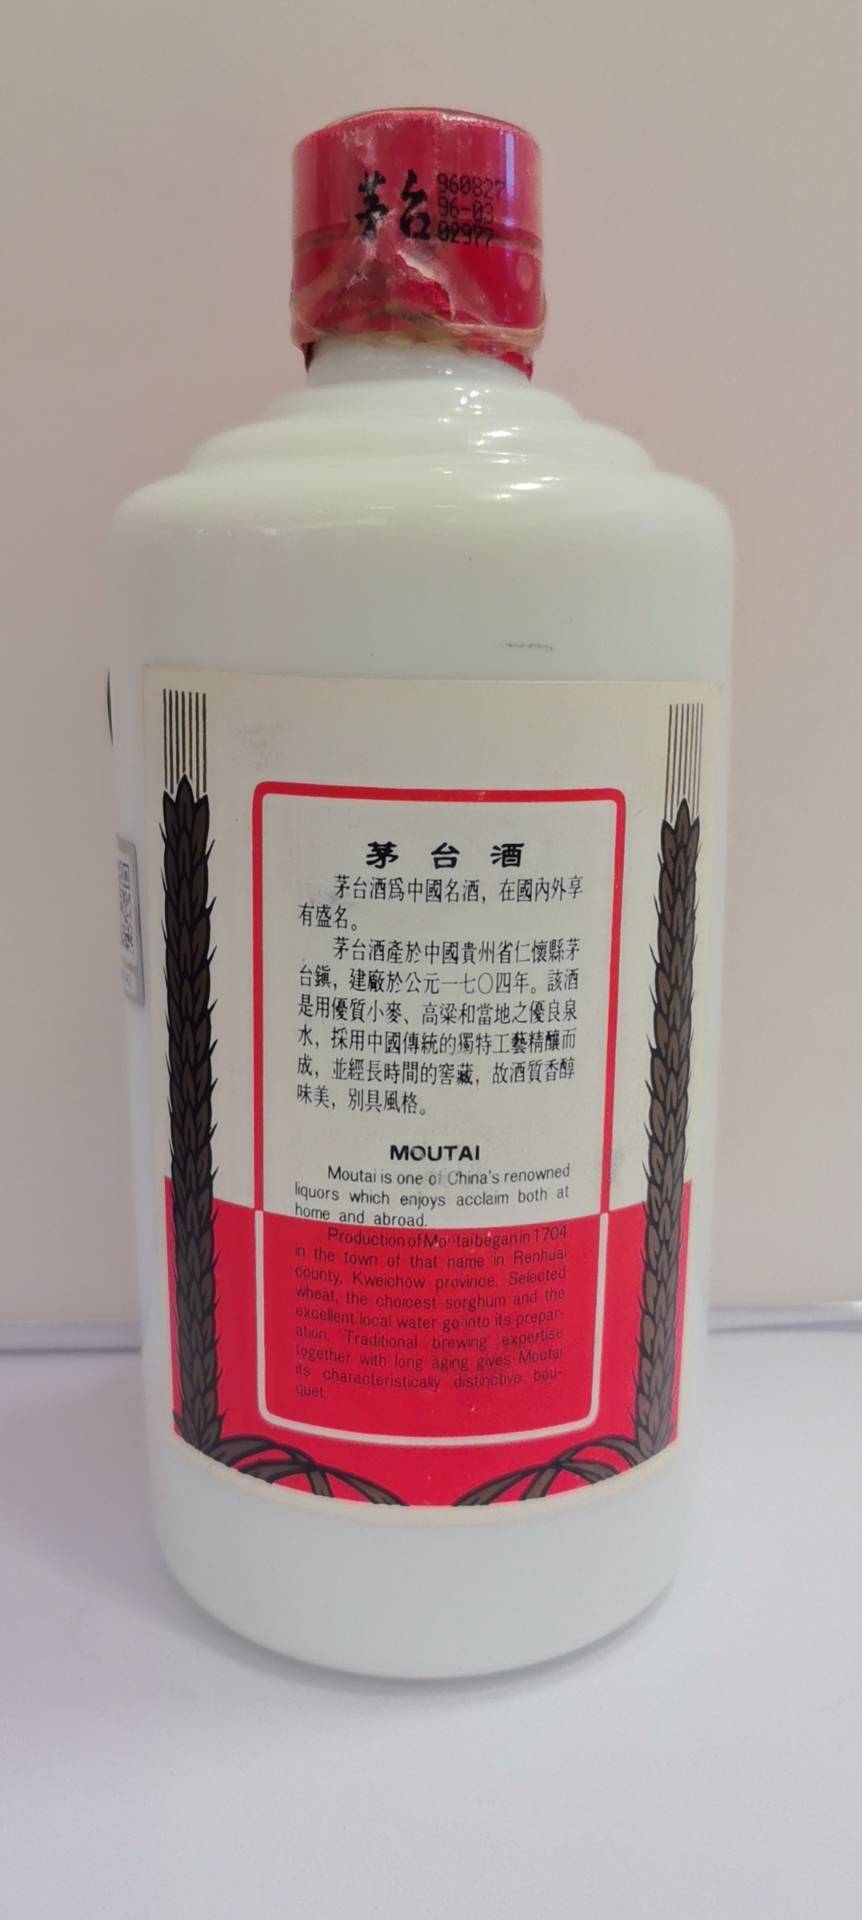 茅台
960827
96-03
02977
茅台酒
茅台酒爲中國名酒，在國內外享
有盛名。
茅台酒產於中國貴州省仁懷縣茅
台鎭，建廠於公元一七〇四年。該酒
是用優質小麥、高粱和當地之優良泉
水，採用中國傳統的獨特工藝精釀而
成，並經長時間的窖藏，故酒質香醇
味美，別具風格。
MOUTAI
Moutai is one of China's renowned
liquors which enjoys acclaim both at
home and abroad.
Production of Moutai began in 1704
in the town of that name in Renhuai
county, Kweichow province. Selected
wheat, the choicest sorghum and the
excellent local water go into its prepar-
ation. Traditional brewing expertise
together with long aging gives Moutai
its characteristically distinctive bou-
quet.